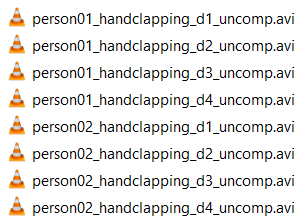 person01_handclapping_d1_uncomp.avi
person01_handclapping_d2_uncomp.avi
person01_handclapping_d3_uncomp.avi
person01_handclapping_d4_uncomp.avi
person02_handclapping_d1_uncomp.avi
person02_handclapping_d2_uncomp.avi
person02_handclapping_d3_uncomp.avi
person02_handclapping_d4_uncomp.avi